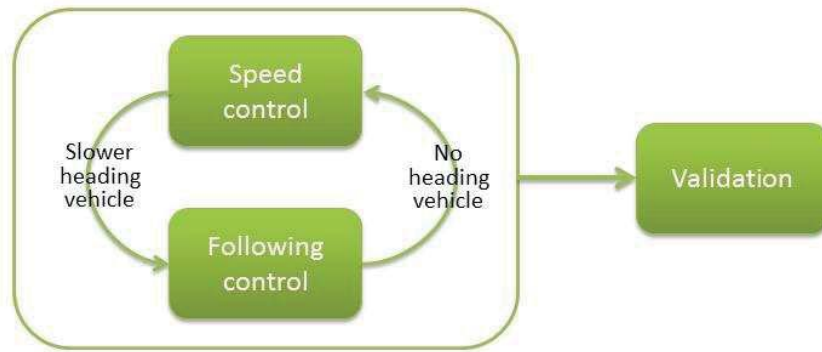 Speed
control
Slower
heading
vehicle
No
heading
vehicle
Following
control
Validation